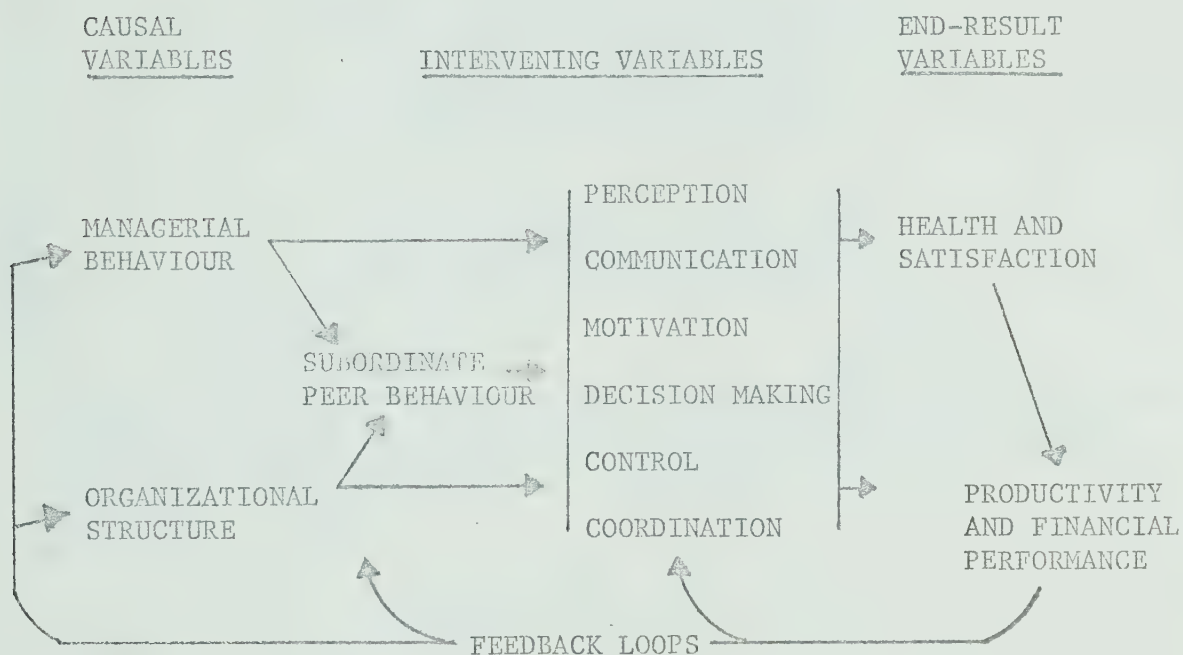 CAUSAL
VARIABLES
INTERVENING VARIABLES
END-RESULT
VARIABLES
MANAGERIAL
BEHAVIOUR
SUBORDINATE
PEER BEHAVIOUR
ORGANIZATIONAL
STRUCTURE
PERCEPTION
COMMUNICATION
MOTIVATION
DECISION MAKING
CONTROL
COORDINATION
HEALTH AND
SATISFACTION
PRODUCTIVITY
AND FINANCIAL
PERFORMANCE
FEEDBACK LOOPS